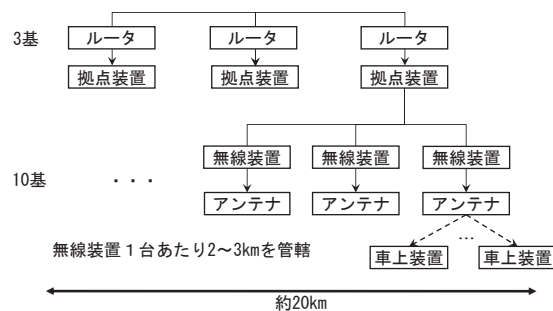 3基
ルータ ルータ ルータ
拠点装置 拠点装置 拠点装置
無線装置 無線装置 無線装置
10基 ・・・ アンテナ アンテナ アンテナ
…
無線装置1台あたり2～3kmを管轄
車上装置 車上装置
約20km